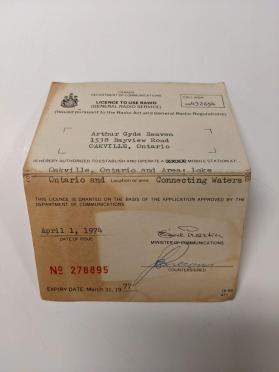 CANADA
DEPARTMENT OF COMMUNICATIONS
LICENCE TO USE RADIO
(GENERAL RADIO SERVICE)
CALL SIGN
(Issued pursuant to the Radio Act and General Radio Regulations)
Arthur Gyde Heaven
1538 Bayview Road
OAKVILLE, Ontario
IS HEREBY AUTHORIZED TO ESTABLISH AND OPERATE A MOBILE STATION AT:
Oakville, Ontario and Area: Lake
Ontario and Location or area Connecting Waters
THIS LICENCE IS GRANTED ON THE BASIS OF THE APPLICATION APPROVED BY THE
DEPARTMENT OF COMMUNICATIONS
April 1, 1974
DATE OF ISSUE
MINISTER OF COMMUNICATIONS
No 278895
COUNTERSIGNED
EXPIRY DATE: March 31, 19 77